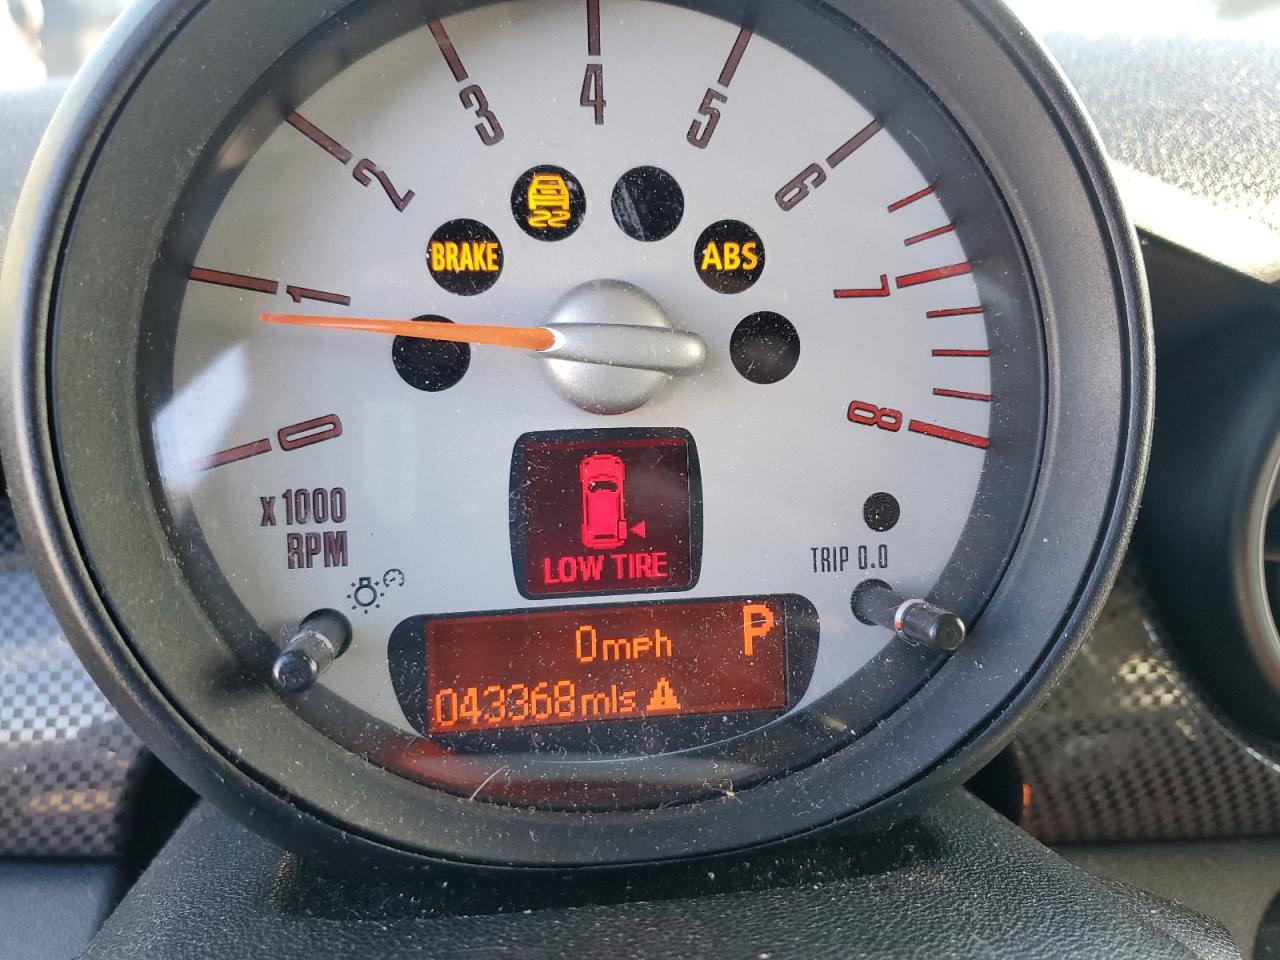 0
1
2
3
4
5
6
7
8
BRAKE
ABS
x1000
RPM
LOW TIRE
TRIP 0.0
0mph P
043368mls